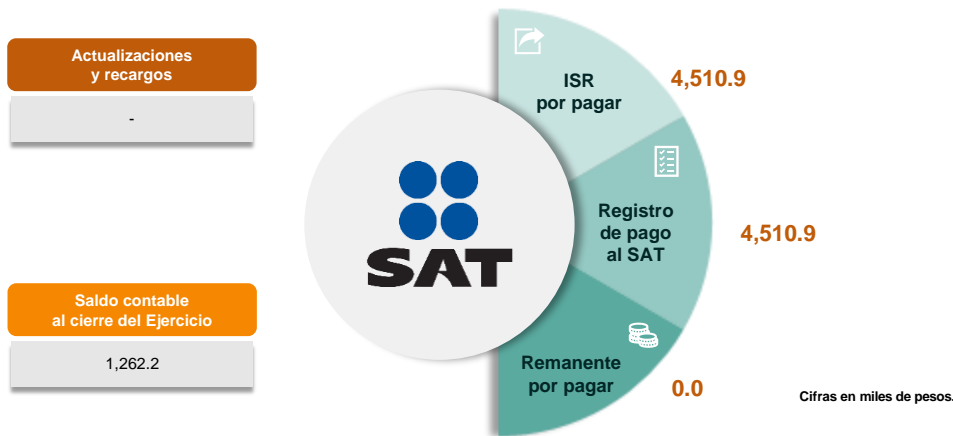 Actualizaciones
y recargos
-
Saldo contable
al cierre del Ejercicio
1,262.2
SAT
ISR
por pagar
4,510.9
Registro
de pago
al SAT
4,510.9
Remanente
por pagar
0.0
Cifras en miles de pesos.